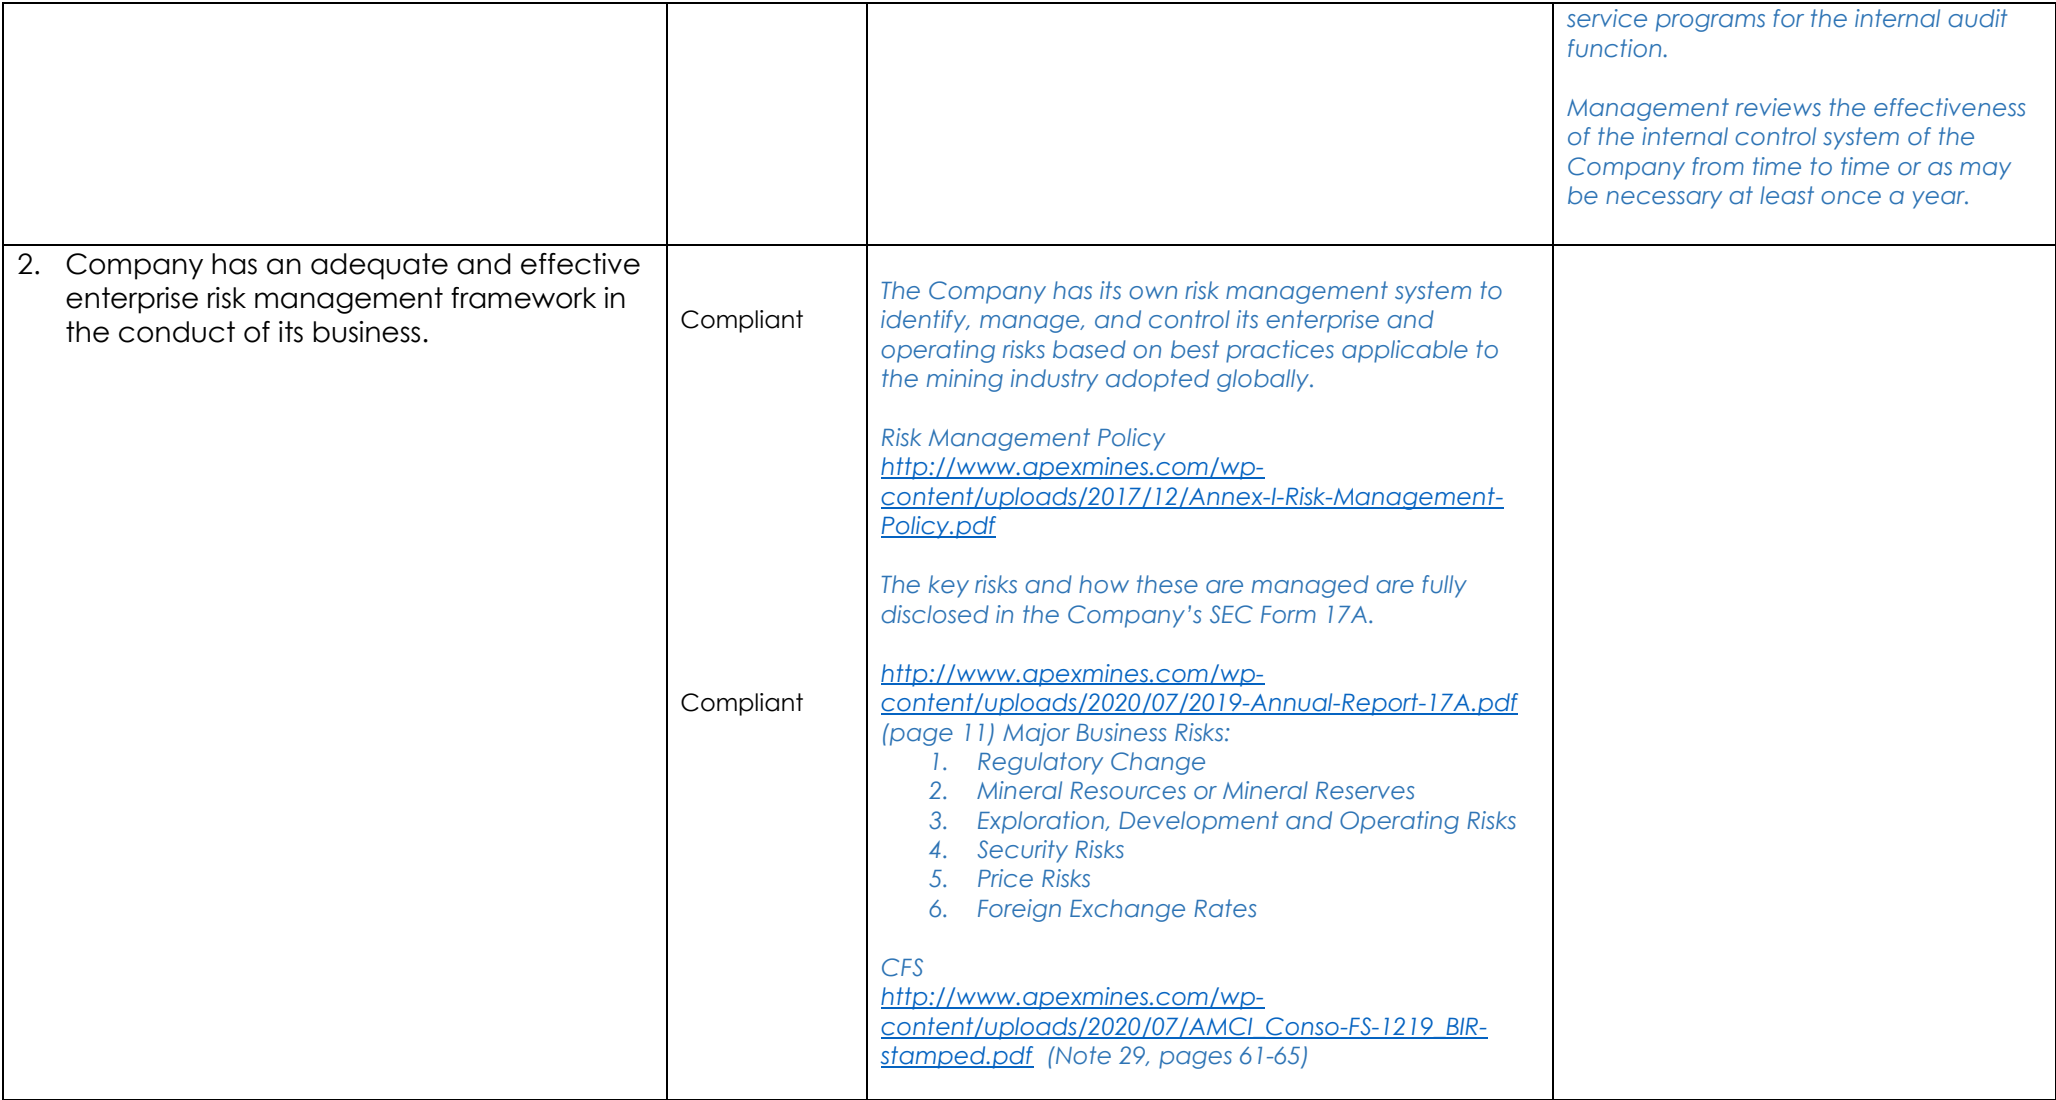 service programs for the internal audit
function.
Management reviews the effectiveness
of the internal control system of the
Company from time to time or as may
be necessary at least once a year.
2. Company has an adequate and effective
enterprise risk management framework in
the conduct of its business.
Compliant
Compliant
The Company has its own risk management system to
identify, manage, and control its enterprise and
operating risks based on best practices applicable to
the mining industry adopted globally.
Risk Management Policy
http://www.apexmines.com/wp-
content/uploads/2017/12/Annex-I-Risk-Management-
Policy.pdf
The key risks and how these are managed are fully
disclosed in the Company’s SEC Form 17A.
http://www.apexmines.com/wp-
content/uploads/2020/07/2019-Annual-Report-17A.pdf
(page 11) Major Business Risks:
1. Regulatory Change
2. Mineral Resources or Mineral Reserves
3. Exploration, Development and Operating Risks
4. Security Risks
5. Price Risks
6. Foreign Exchange Rates
CFS
http://www.apexmines.com/wp-
content/uploads/2020/07/AMCI_Conso-FS-1219_BIR-
stamped.pdf (Note 29, pages 61-65)